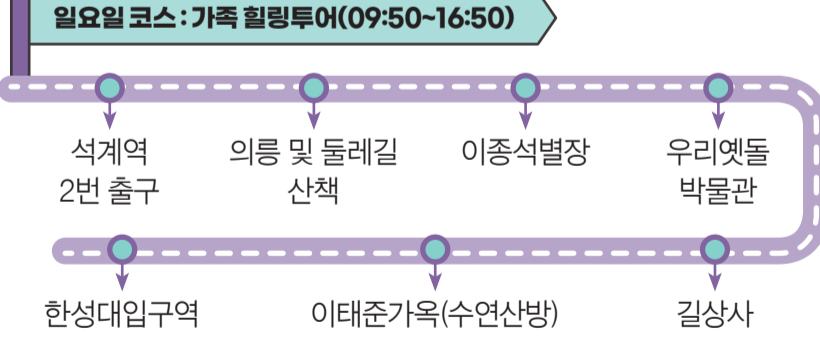 일요일 코스 : 가족 힐링투어(09:50~16:50)
석계역
2번 출구
의릉 및 둘레길
산책
이종석별장
우리옛돌
박물관
길상사
이태준가옥(수연산방)
한성대입구역